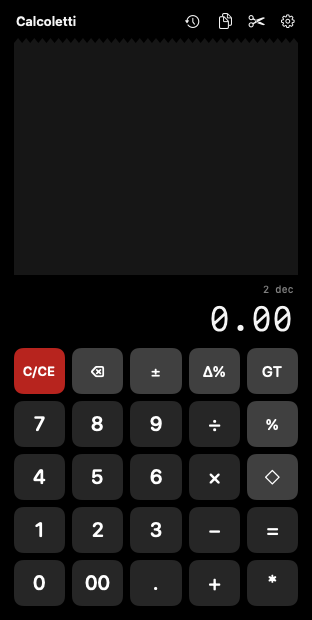 Calcoletti
2 dec
0.00
C/CE ± Δ% GT
7 8 9 ÷ %
4 5 6 × ◇
1 2 3 − =
0 00 . + *